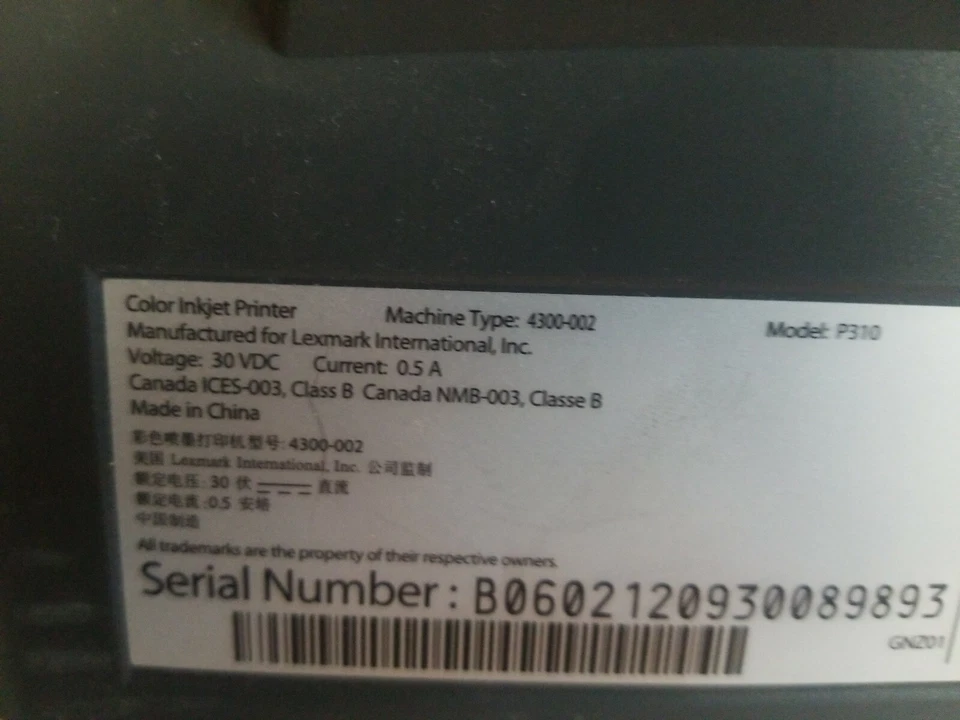 Color Inkjet Printer Machine Type: 4300-002 Model: P310
Manufactured for Lexmark International, Inc.
Voltage: 30 VDC Current: 0.5 A
Canada ICES-003, Class B Canada NMB-003, Classe B
Made in China
彩色喷墨打印机 型号: 4300-002
美国 Lexmark International, Inc. 公司监制
额定电压: 30 伏 直流
额定电流:0.5 安培
中国制造
All trademarks are the property of their respective owners.
Serial Number: B0602120930089893
GNZ01